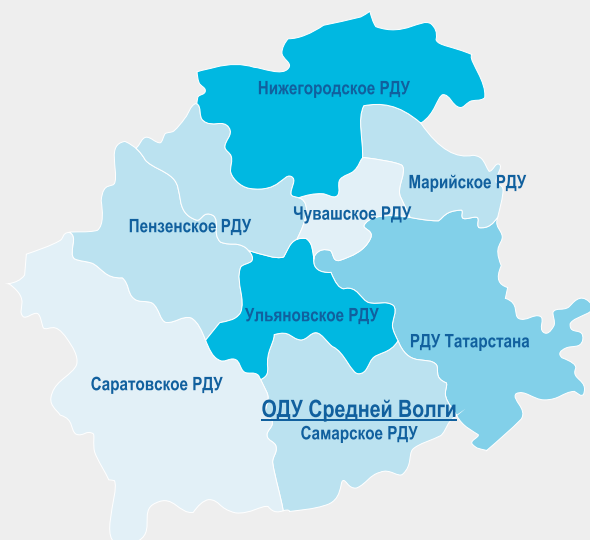 Нижегородское РДУ
Марийское РДУ
Чувашское РДУ
Пензенское РДУ
Ульяновское РДУ
РДУ Татарстана
Саратовское РДУ
ОДУ Средней Волги
Самарское РДУ